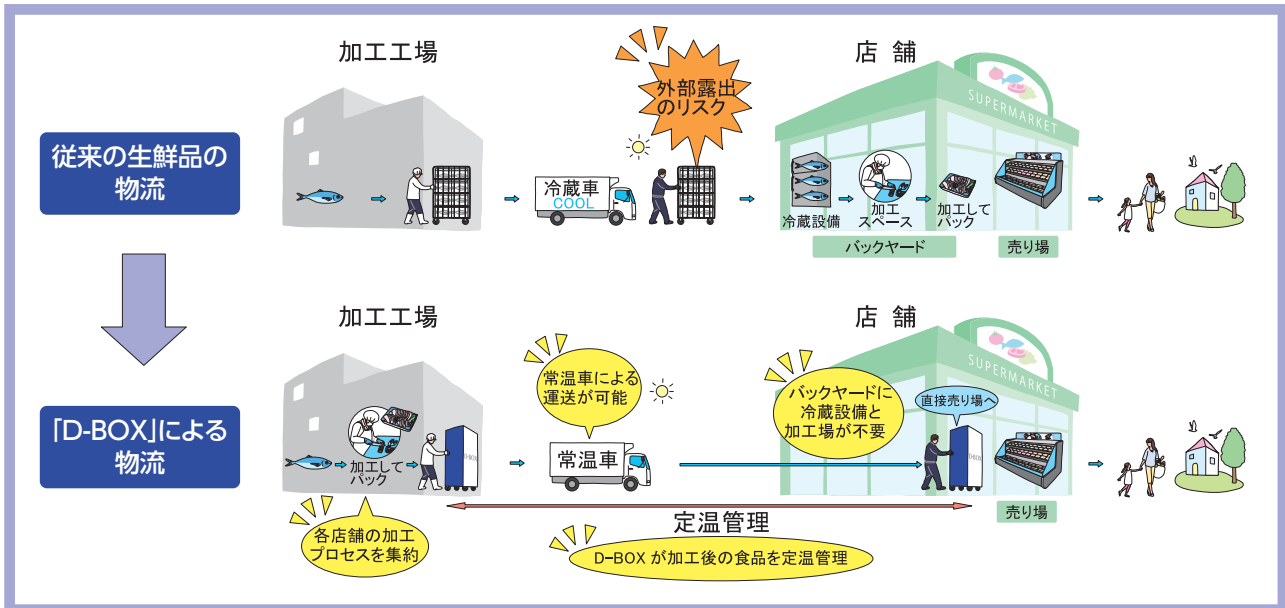 従来の生鮮品の
物流
加工工場
外部露出
のリスク
店 舗
SUPERMARKET
冷蔵車
COOL
冷蔵設備
加工
スペース
加工して
パック
バックヤード
売り場
「D-BOX」による
物流
加工工場
店 舗
SUPERMARKET
常温車による
運送が可能
バックヤードに
冷蔵設備と
加工場が不要
直接売り場へ
加工して
パック
D-BOX
常温車
D-BOX
売り場
定温管理
各店舗の加工
プロセスを集約
D-BOX が加工後の食品を定温管理